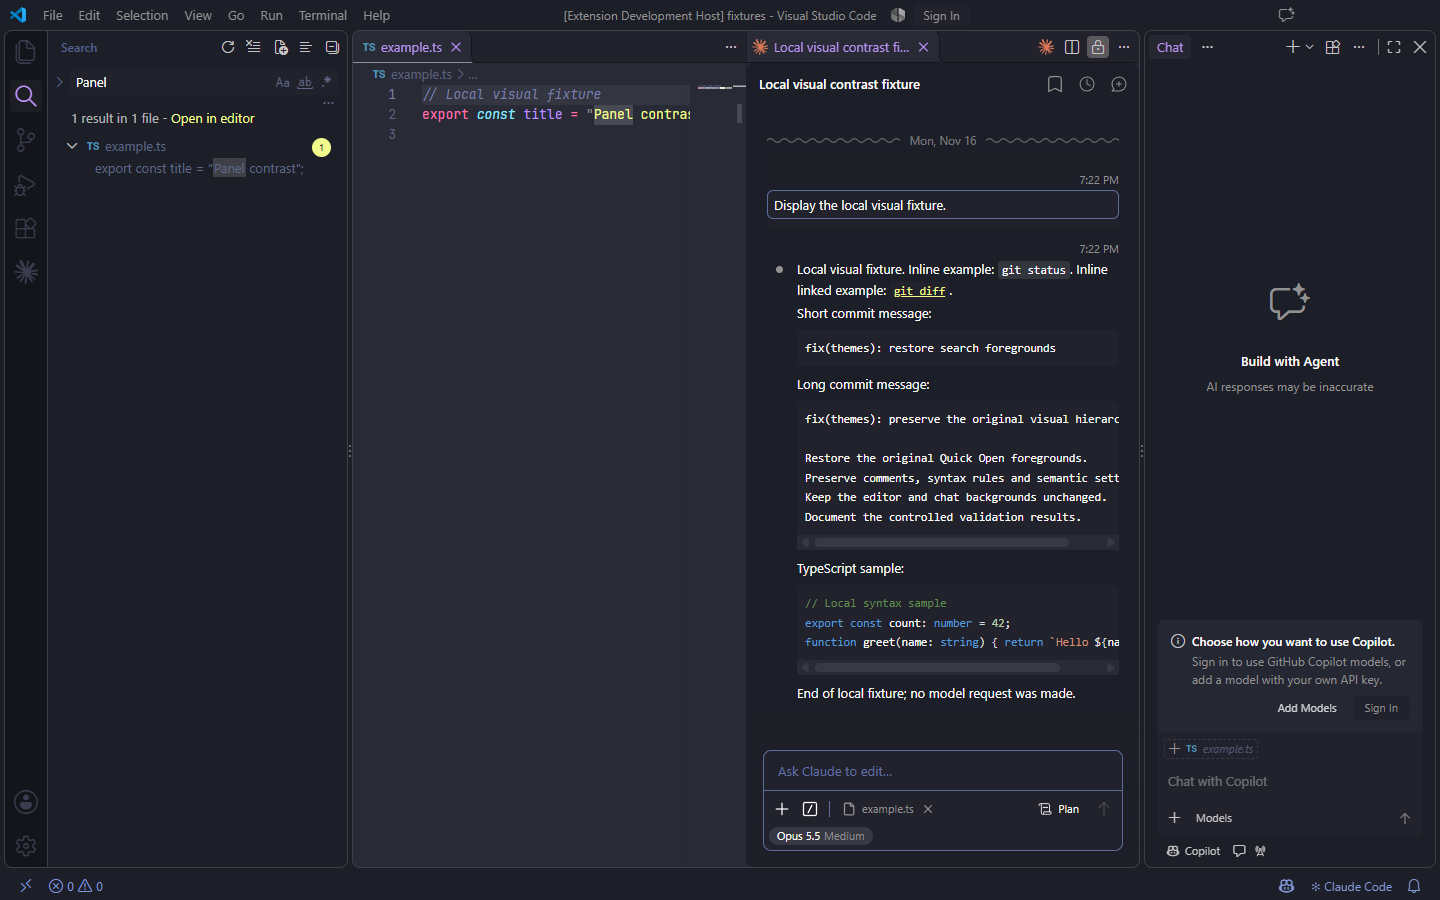 File Edit Selection View Go Run Terminal Help
[Extension Development Host] fixtures - Visual Studio Code
Sign In
Search
Panel
Aa ab .*
1 result in 1 file - Open in editor
TS example.ts
1
export const title = "Panel contrast";
TS example.ts
TS example.ts > ...
1 // Local visual fixture
2 export const title = "Panel contras
3
Local visual contrast fi...
Local visual contrast fixture
Mon, Nov 16
7:22 PM
Display the local visual fixture.
7:22 PM
Local visual fixture. Inline example: git status. Inline
linked example: git diff.
Short commit message:
fix(themes): restore search foregrounds
Long commit message:
fix(themes): preserve the original visual hierarc
Restore the original Quick Open foregrounds.
Preserve comments, syntax rules and semantic sett
Keep the editor and chat backgrounds unchanged.
Document the controlled validation results.
TypeScript sample:
// Local syntax sample
export const count: number = 42;
function greet(name: string) { return `Hello ${na
End of local fixture; no model request was made.
Ask Claude to edit...
example.ts
Plan
Opus 5.5 Medium
Chat
Build with Agent
AI responses may be inaccurate
Choose how you want to use Copilot.
Sign in to use GitHub Copilot models, or
add a model with your own API key.
Add Models Sign In
TS example.ts
Chat with Copilot
Models
Copilot
0 0
Claude Code